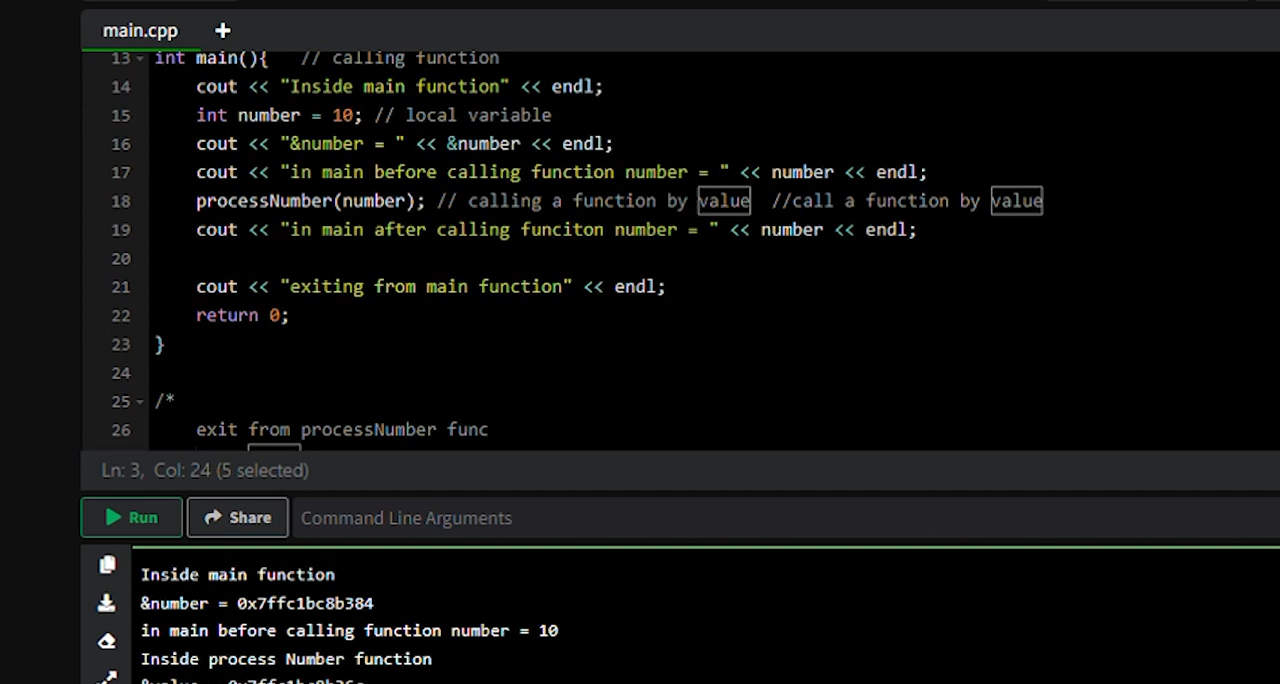 main.cpp +
13 int main(){   // calling function
14     cout << "Inside main function" << endl;
15     int number = 10; // local variable
16     cout << "&number = " << &number << endl;
17     cout << "in main before calling function number = " << number << endl;
18     processNumber(number); // calling a function by value  //call a function by value
19     cout << "in main after calling funciton number = " << number << endl;
20
21     cout << "exiting from main function" << endl;
22     return 0;
23 }
24
25 /*
26     exit from processNumber func
Ln: 3,  Col: 24 (5 selected)
Run Share Command Line Arguments
Inside main function
&number = 0x7ffc1bc8b384
in main before calling function number = 10
Inside process Number function